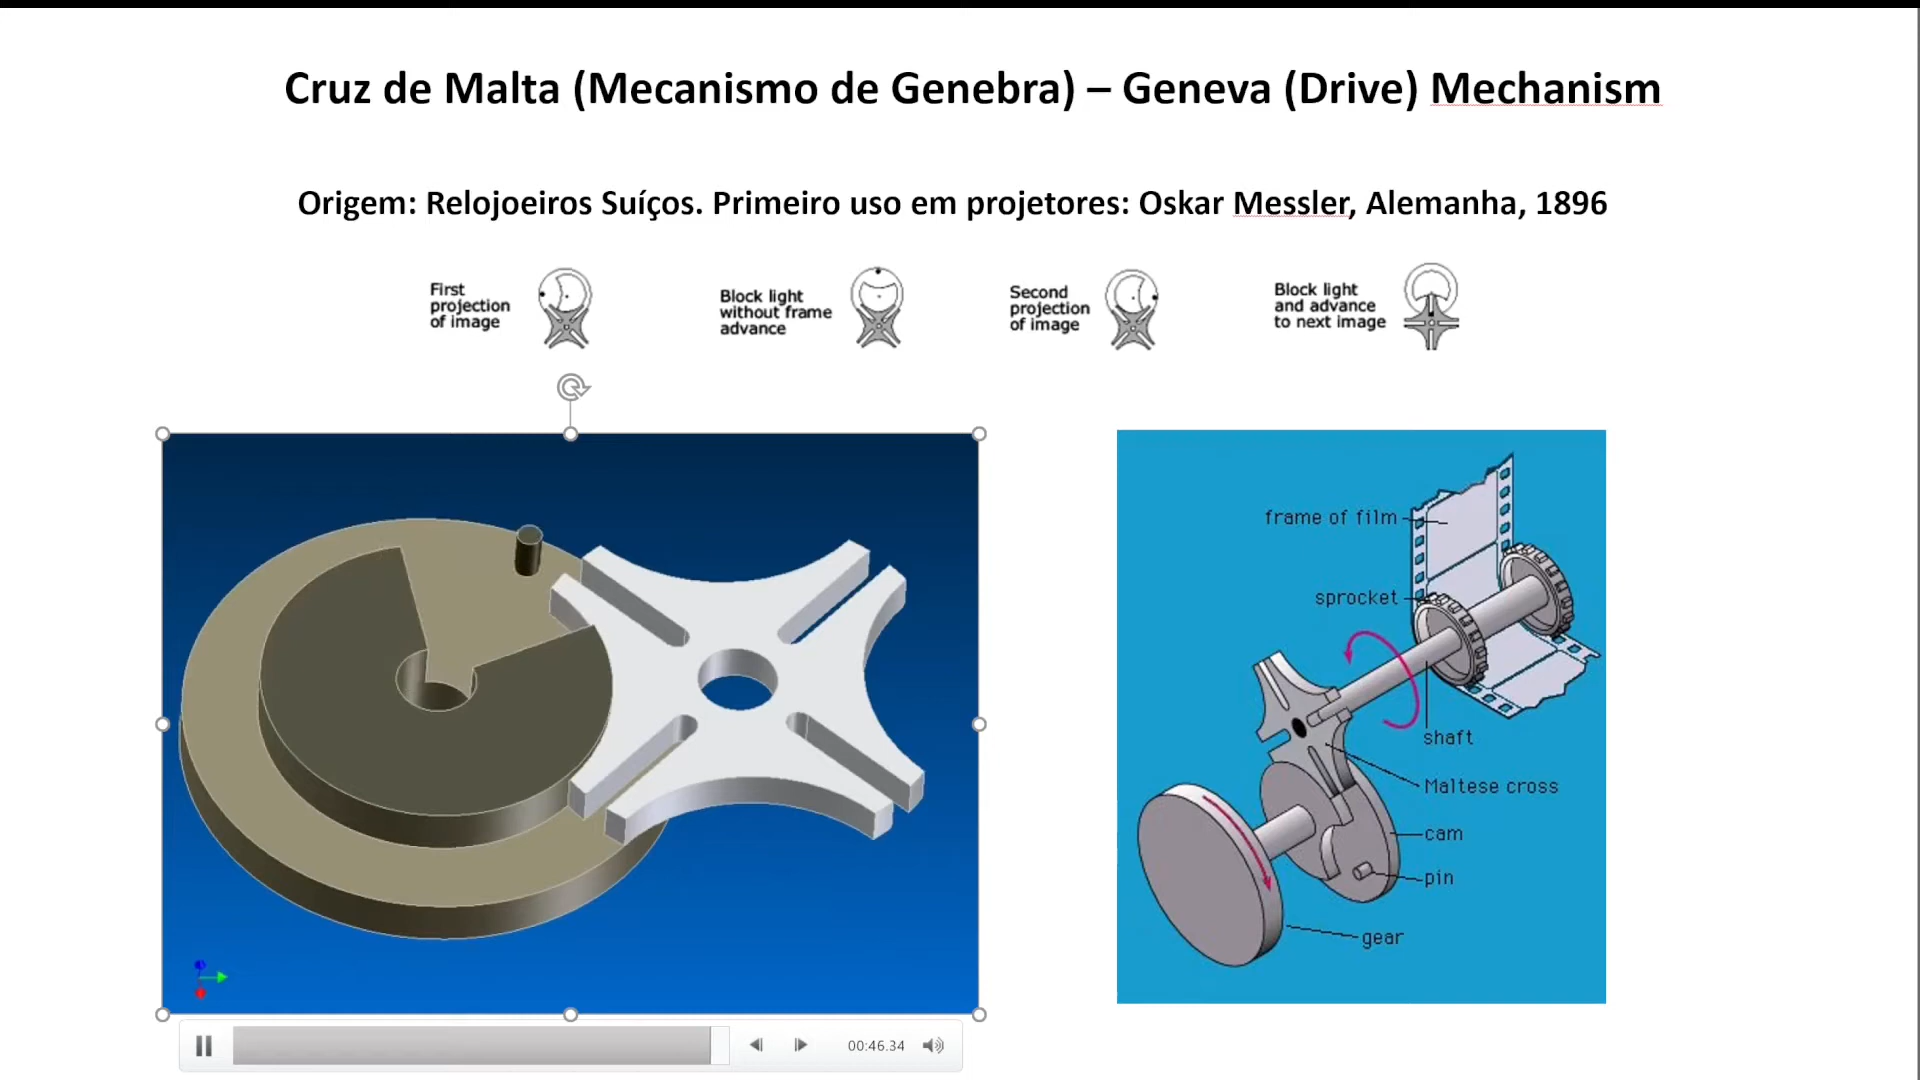 Cruz de Malta (Mecanismo de Genebra) – Geneva (Drive) Mechanism
Origem: Relojoeiros Suíços. Primeiro uso em projetores: Oskar Messler, Alemanha, 1896
First
projection
of image
Block light
without frame
advance
Second
projection
of image
Block light
and advance
to next image
frame of film
sprocket
shaft
Maltese cross
cam
pin
gear
00:46.34